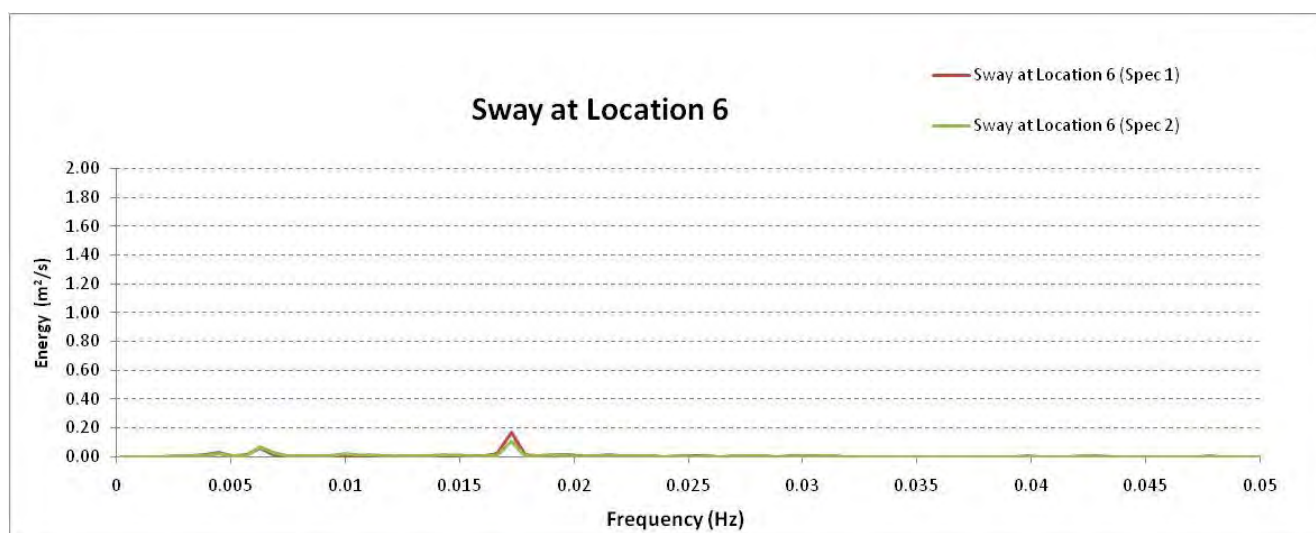 Sway at Location 6 (Spec 1)
Sway at Location 6
Sway at Location 6 (Spec 2)
2.00
1.80
1.60
1.40
1.20
1.00
0.80
0.60
0.40
0.20
0.00
Energy (m²/s)
0 0.005 0.01 0.015 0.02 0.025 0.03 0.035 0.04 0.045 0.05
Frequency (Hz)